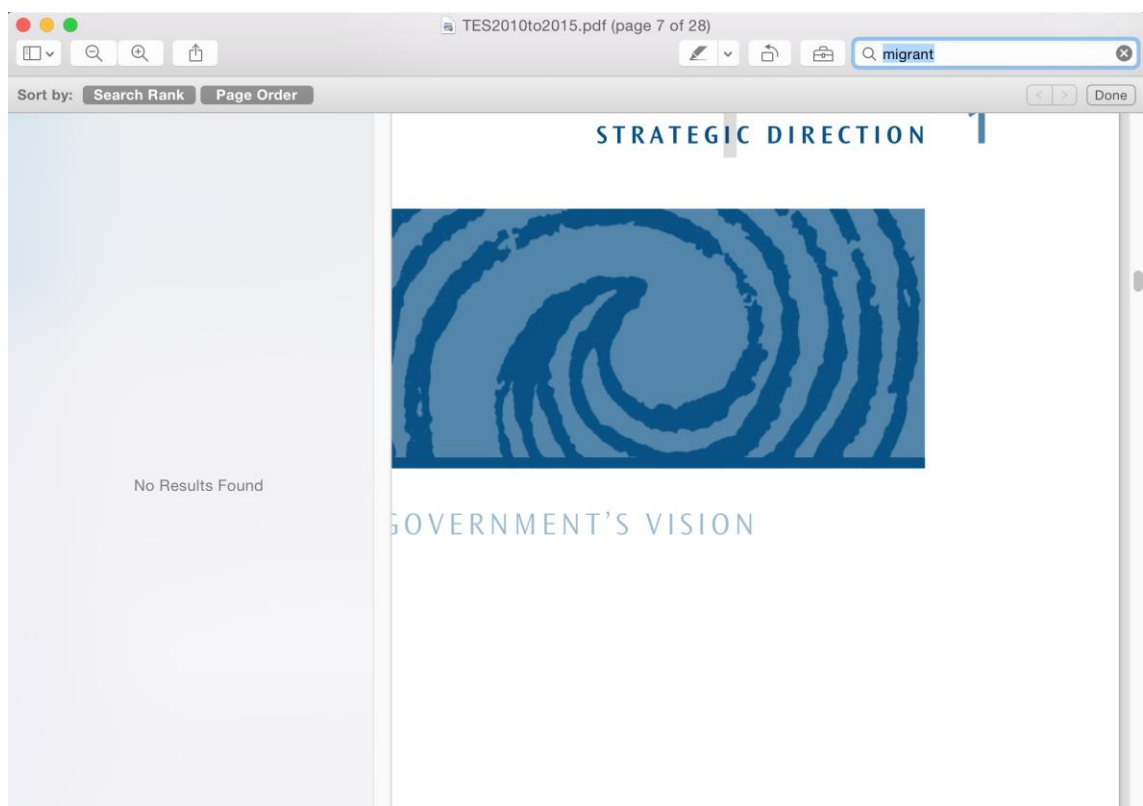 TES2010to2015.pdf (page 7 of 28)
migrant
Sort by: Search Rank Page Order Done
STRATEGIC DIRECTION 1
No Results Found
GOVERNMENT'S VISION